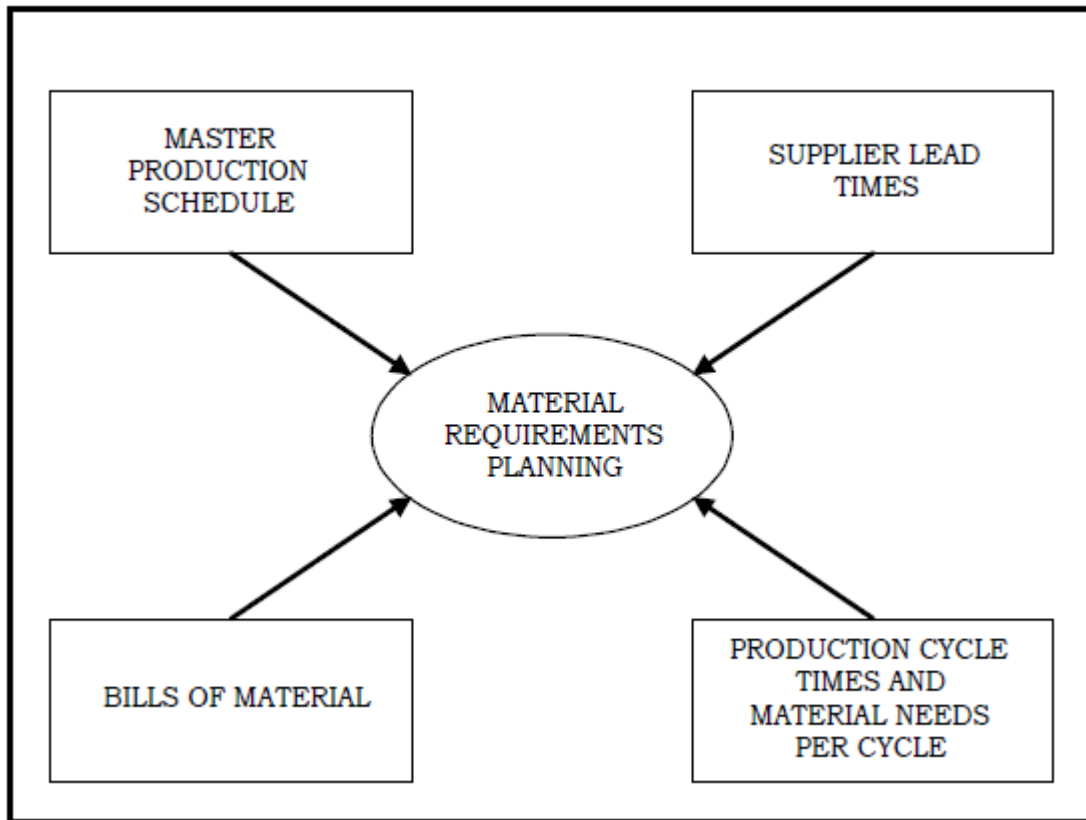 MASTER
PRODUCTION
SCHEDULE
SUPPLIER LEAD
TIMES
MATERIAL
REQUIREMENTS
PLANNING
BILLS OF MATERIAL
PRODUCTION CYCLE
TIMES AND
MATERIAL NEEDS
PER CYCLE